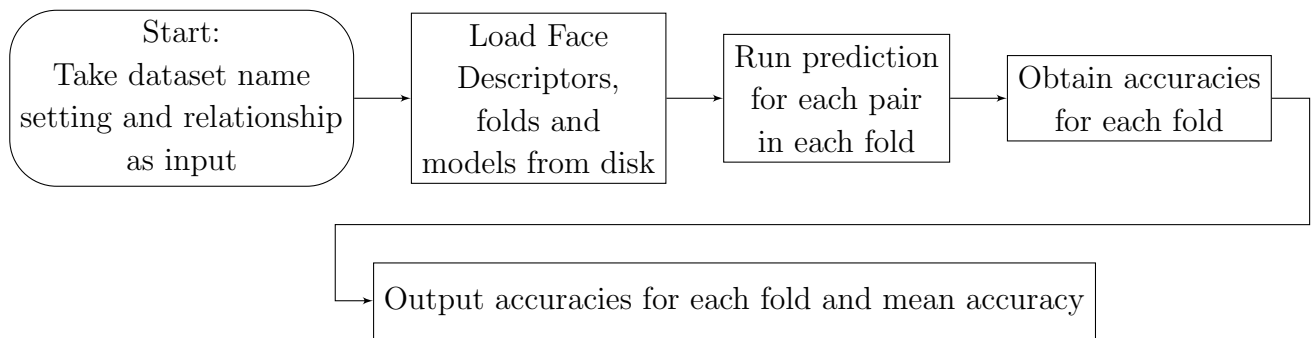 Start:
Take dataset name
setting and relationship
as input
Load Face
Descriptors,
folds and
models from disk
Run prediction
for each pair
in each fold
Obtain accuracies
for each fold
Output accuracies for each fold and mean accuracy